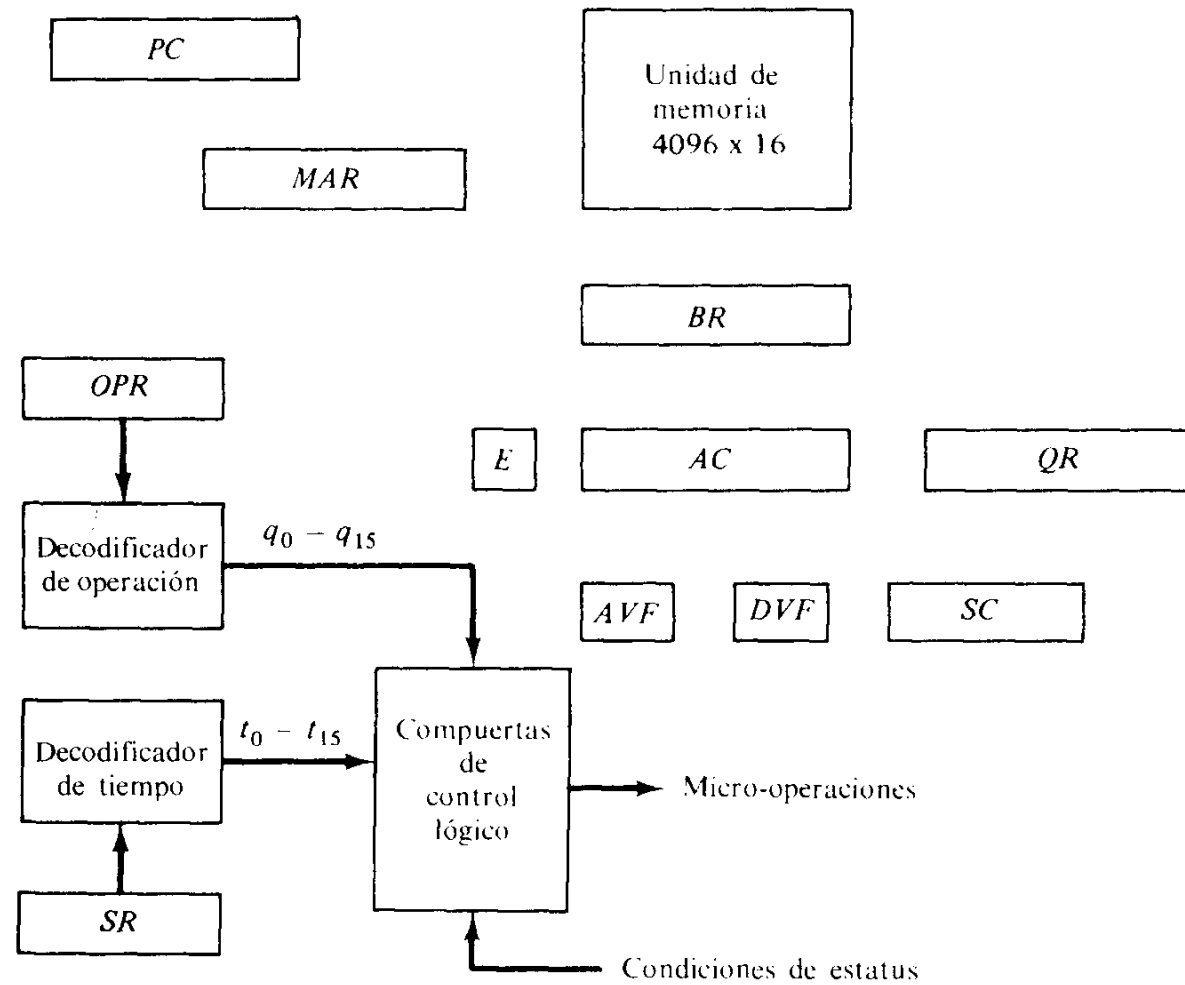 PC
Unidad de
memoria
4096 x 16
MAR
BR
OPR
E
AC
QR
Decodificador
de operación
q0 – q15
AVF
DVF
SC
Decodificador
de tiempo
t0 – t15
Compuertas
de
control
lógico
Micro-operaciones
SR
Condiciones de estatus